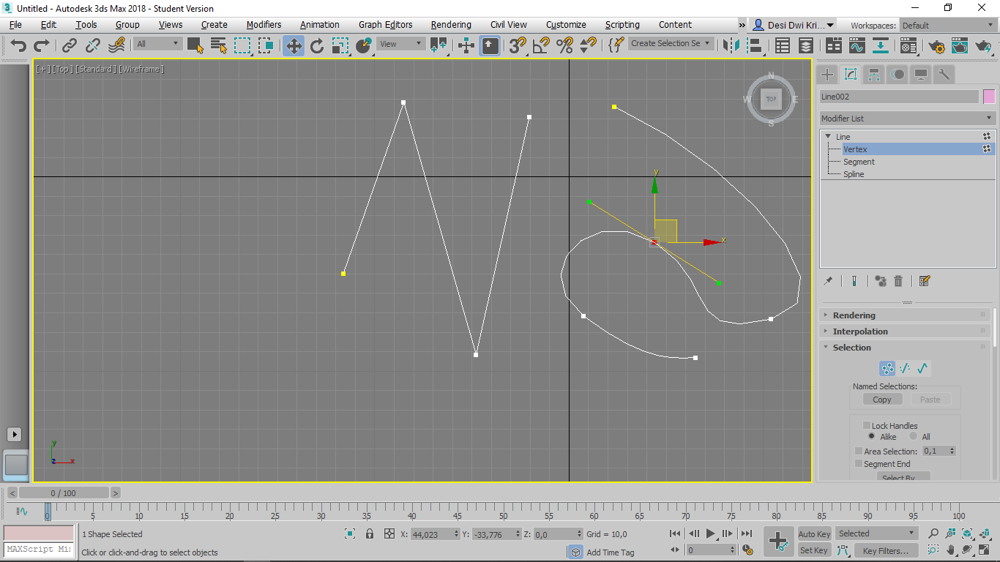 3 Untitled - Autodesk 3ds Max 2018 - Student Version
File Edit Tools Group Views Create Modifiers Animation Graph Editors Rendering Civil View Customize Scripting Content » Desi Dwi Kri... Workspaces: Default
All View 3 Create Selection Se
[+] [Top] [Standard] [Wireframe]
N
W TOP E
S
y
x
y
x
z
Line002
Modifier List
Line
Vertex
Segment
Spline
Rendering
Interpolation
Selection
Named Selections:
Copy Paste
Lock Handles
Alike All
Area Selection: 0,1
Segment End
Select By...
< 0 / 100 >
0 5 10 15 20 25 30 35 40 45 50 55 60 65 70 75 80 85 90 95 100
1 Shape Selected X: 44,023 Y: -33,776 Z: 0,0 Grid = 10,0 Auto Key Selected
MAXScript Mi Click or click-and-drag to select objects Add Time Tag 0 Set Key Key Filters...